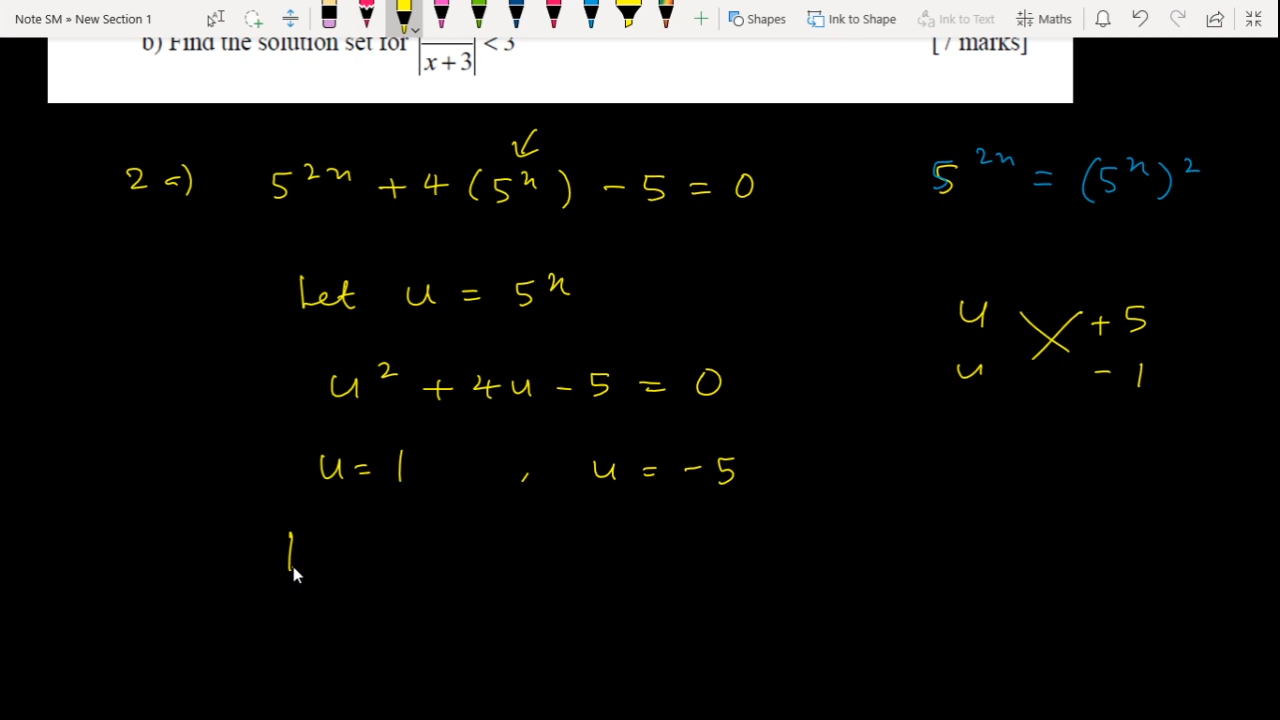 Note SM » New Section 1
Shapes Ink to Shape Ink to Text Maths
b) Find the solution set for | / x+3| < 3 [7 marks]
2 a) 5^{2x} + 4(5^x) - 5 = 0
5^{2x} = (5^x)^2
Let u = 5^x
u +5
u -1
u^2 + 4u - 5 = 0
u = 1 , u = -5